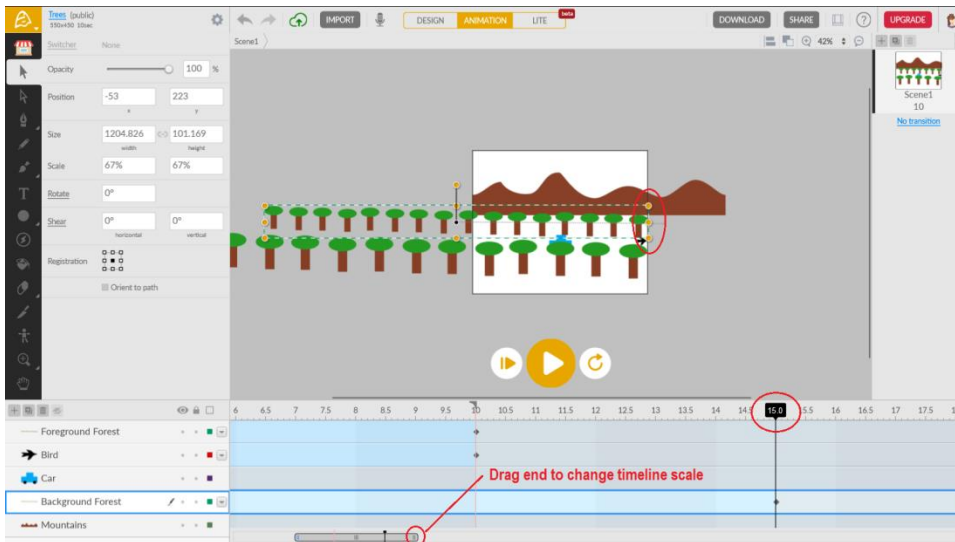 Trees (public)
550x450 10sec
IMPORT
DESIGN ANIMATION LITE beta
DOWNLOAD SHARE ? UPGRADE
Switcher None
Scene1
42%
Opacity 100 %
Position -53 223
x y
Size 1204.826 101.169
width height
Scale 67% 67%
Rotate 0°
Shear 0° 0°
horizontal vertical
Registration
Orient to path
T
Scene1
10
No transition
6 6.5 7 7.5 8 8.5 9 9.5 10 10.5 11 11.5 12 12.5 13 13.5 14 14.5 15.0 15.5 16 16.5 17 17.5
Foreground Forest
Bird
Car
Drag end to change timeline scale
Background Forest
Mountains